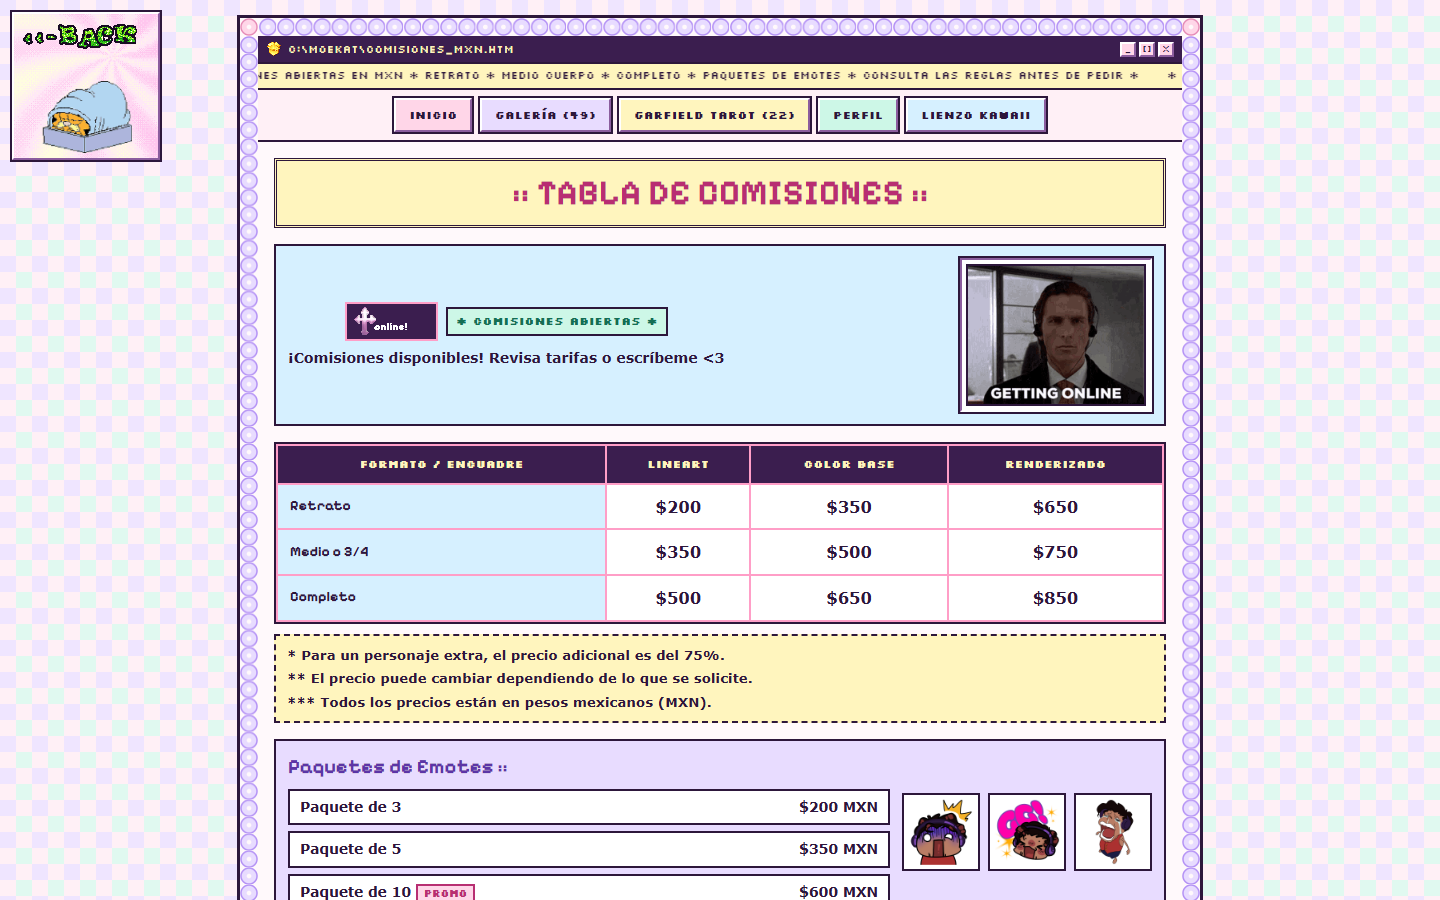 <<-BACK
C:\MOEKAT\COMISIONES_MXN.HTM
NES ABIERTAS EN MXN * RETRATO * MEDIO CUERPO * COMPLETO * PAQUETES DE EMOTES * CONSULTA LAS REGLAS ANTES DE PEDIR * *
INICIO
GALERÍA (49)
GARFIELD TAROT (22)
PERFIL
LIENZO KAWAII
:: TABLA DE COMISIONES ::
online!
* COMISIONES ABIERTAS *
¡Comisiones disponibles! Revisa tarifas o escríbeme <3
GETTING ONLINE
FORMATO / ENCUADRE LINEART COLOR BASE RENDERIZADO
Retrato $200 $350 $650
Medio o 3/4 $350 $500 $750
Completo $500 $650 $850
* Para un personaje extra, el precio adicional es del 75%.
** El precio puede cambiar dependiendo de lo que se solicite.
*** Todos los precios están en pesos mexicanos (MXN).
Paquetes de Emotes ::
Paquete de 3 $200 MXN
Paquete de 5 $350 MXN
Paquete de 10 PROMO $600 MXN